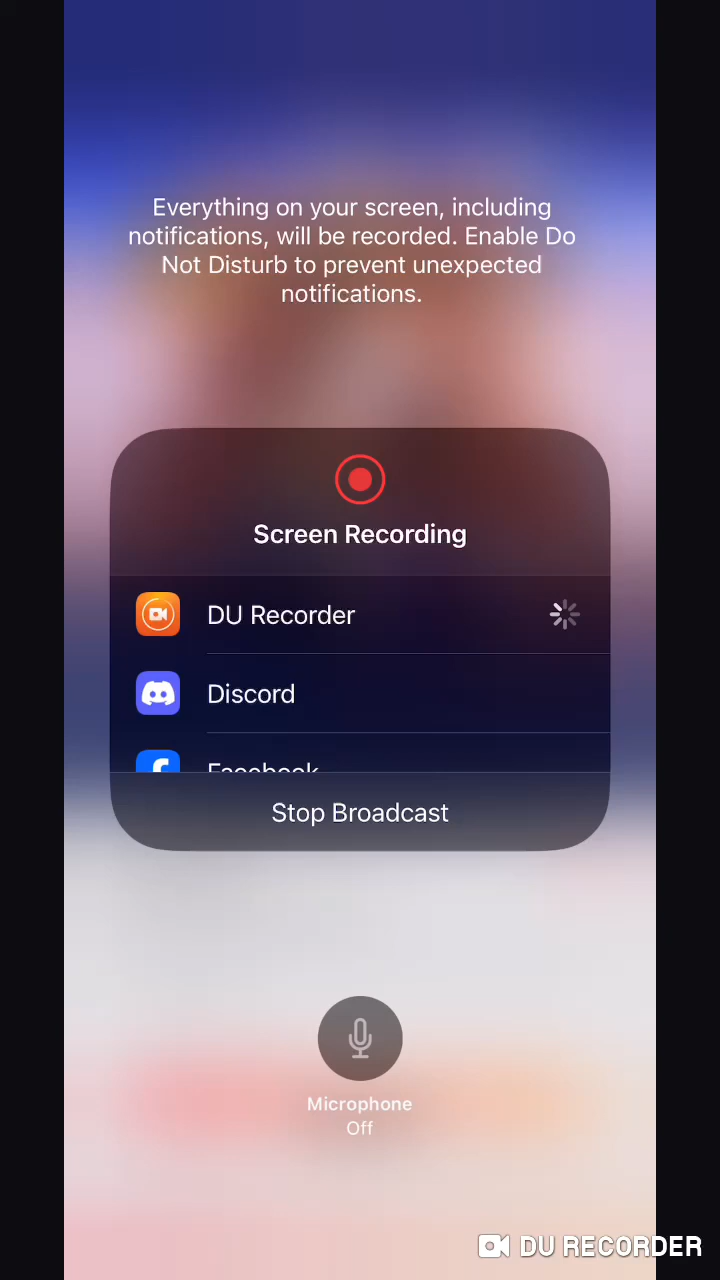 Everything on your screen, including
notifications, will be recorded. Enable Do
Not Disturb to prevent unexpected
notifications.
Screen Recording
DU Recorder
Discord
Facebook
Stop Broadcast
Microphone
Off
DU RECORDER